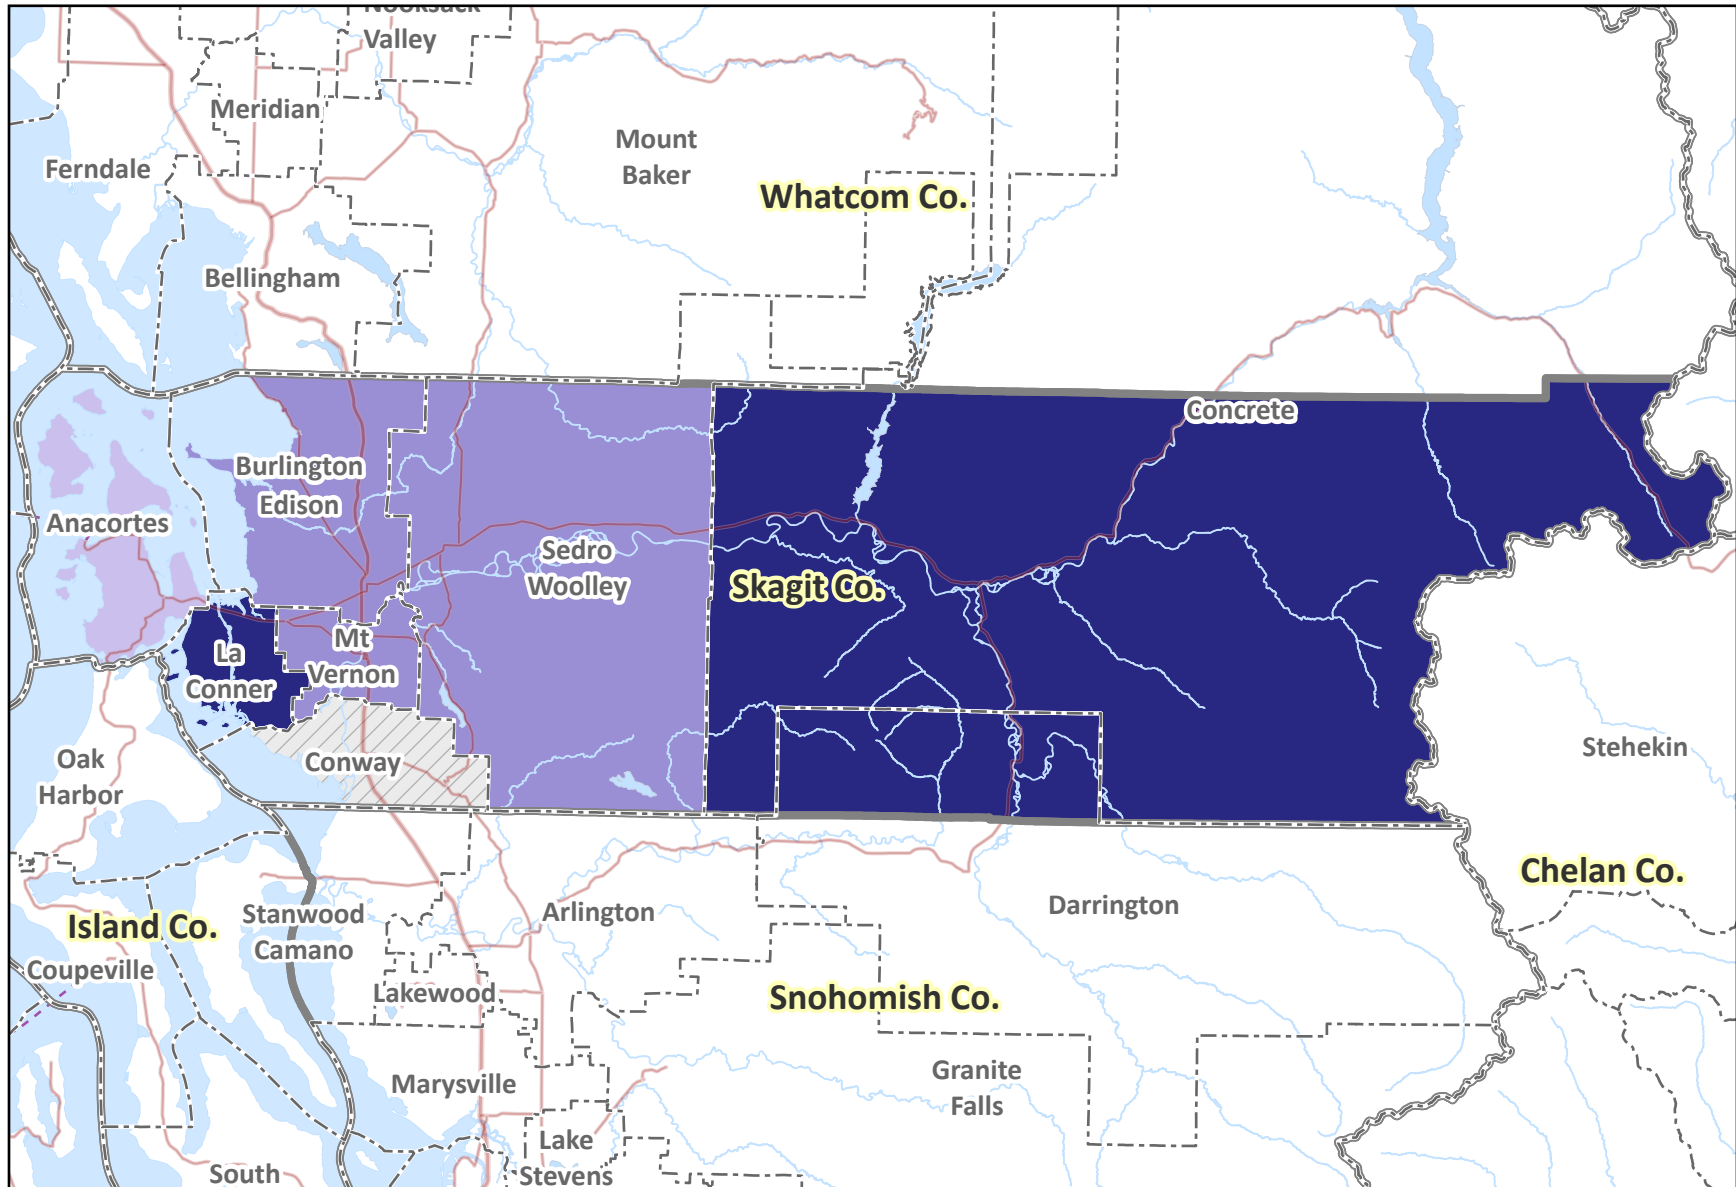 Nooksack
Valley
Meridian
Ferndale
Mount
Baker
Whatcom Co.
Bellingham
Concrete
Burlington
Edison
Anacortes
Sedro
Woolley
Skagit Co.
Mt
Vernon
La
Conner
Conway
Oak
Harbor
Stehekin
Chelan Co.
Island Co.
Stanwood
Camano
Arlington
Darrington
Coupeville
Lakewood
Snohomish Co.
Marysville
Granite
Falls
Lake
Stevens
South